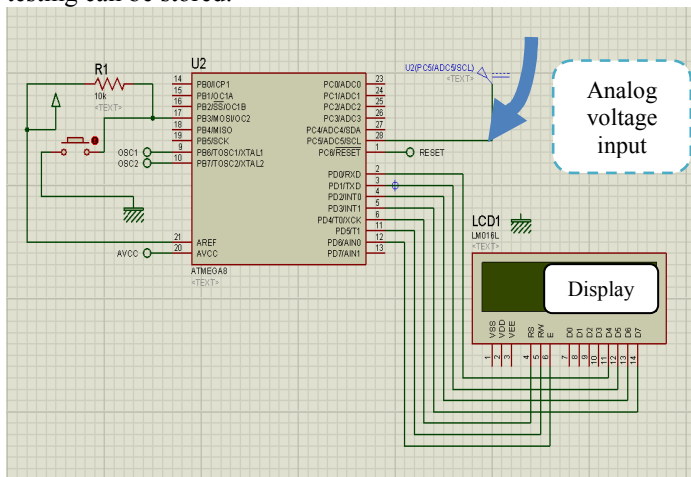 testing can be stored.
R1
10k
<TEXT>
U2
14 PB0/ICP1
15 PB1/OC1A
16 PB2/SS/OC1B
17 PB3/MOSI/OC2
18 PB4/MISO
19 PB5/SCK
OSC1 9 PB6/TOSC1/XTAL1
OSC2 10 PB7/TOSC2/XTAL2
21 AREF
AVCC 20 AVCC
PC0/ADC0 23
PC1/ADC1 24
PC2/ADC2 25
PC3/ADC3 26
PC4/ADC4/SDA 27
PC5/ADC5/SCL 28
PC6/RESET 1 RESET
PD0/RXD 2
PD1/TXD 3
PD2/INT0 4
PD3/INT1 5
PD4/T0/XCK 6
PD5/T1 11
PD6/AIN0 12
PD7/AIN1 13
ATMEGA8
<TEXT>
U2(PC5/ADC5/SCL)
<TEXT>
Analog
voltage
input
LCD1
LM016L
<TEXT>
Display
VSS VDD VEE RS RW E D0 D1 D2 D3 D4 D5 D6 D7
1 2 3 4 5 6 7 8 9 10 11 12 13 14